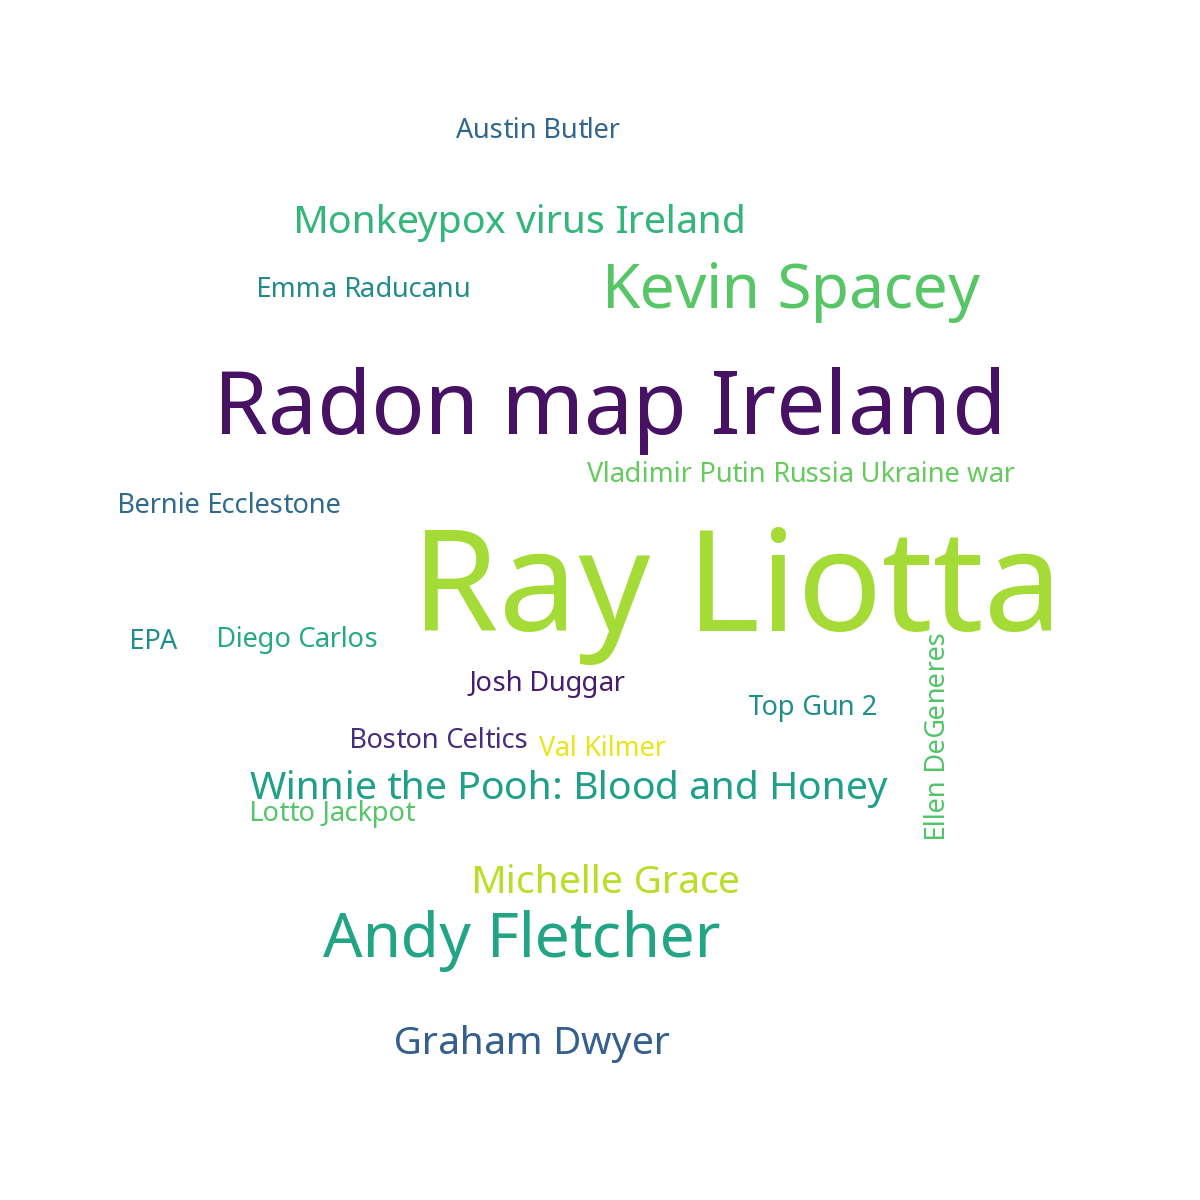 Austin Butler
Monkeypox virus Ireland
Emma Raducanu
Kevin Spacey
Radon map Ireland
Vladimir Putin Russia Ukraine war
Bernie Ecclestone
Ray Liotta
EPA
Diego Carlos
Josh Duggar
Top Gun 2
Ellen DeGeneres
Boston Celtics
Val Kilmer
Winnie the Pooh: Blood and Honey
Lotto Jackpot
Michelle Grace
Andy Fletcher
Graham Dwyer